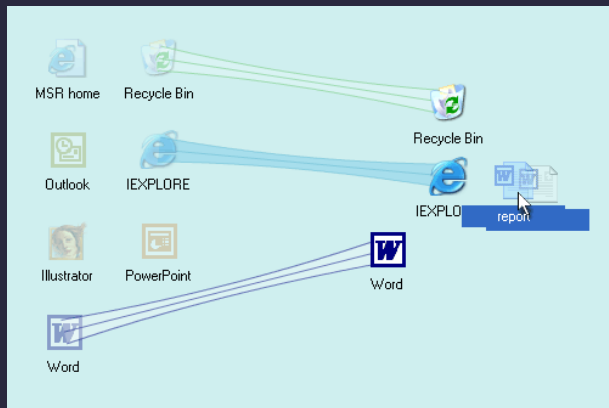 MSR home
Recycle Bin
Recycle Bin
Outlook
IEXPLORE
IEXPLO
report
Illustrator
PowerPoint
Word
Word